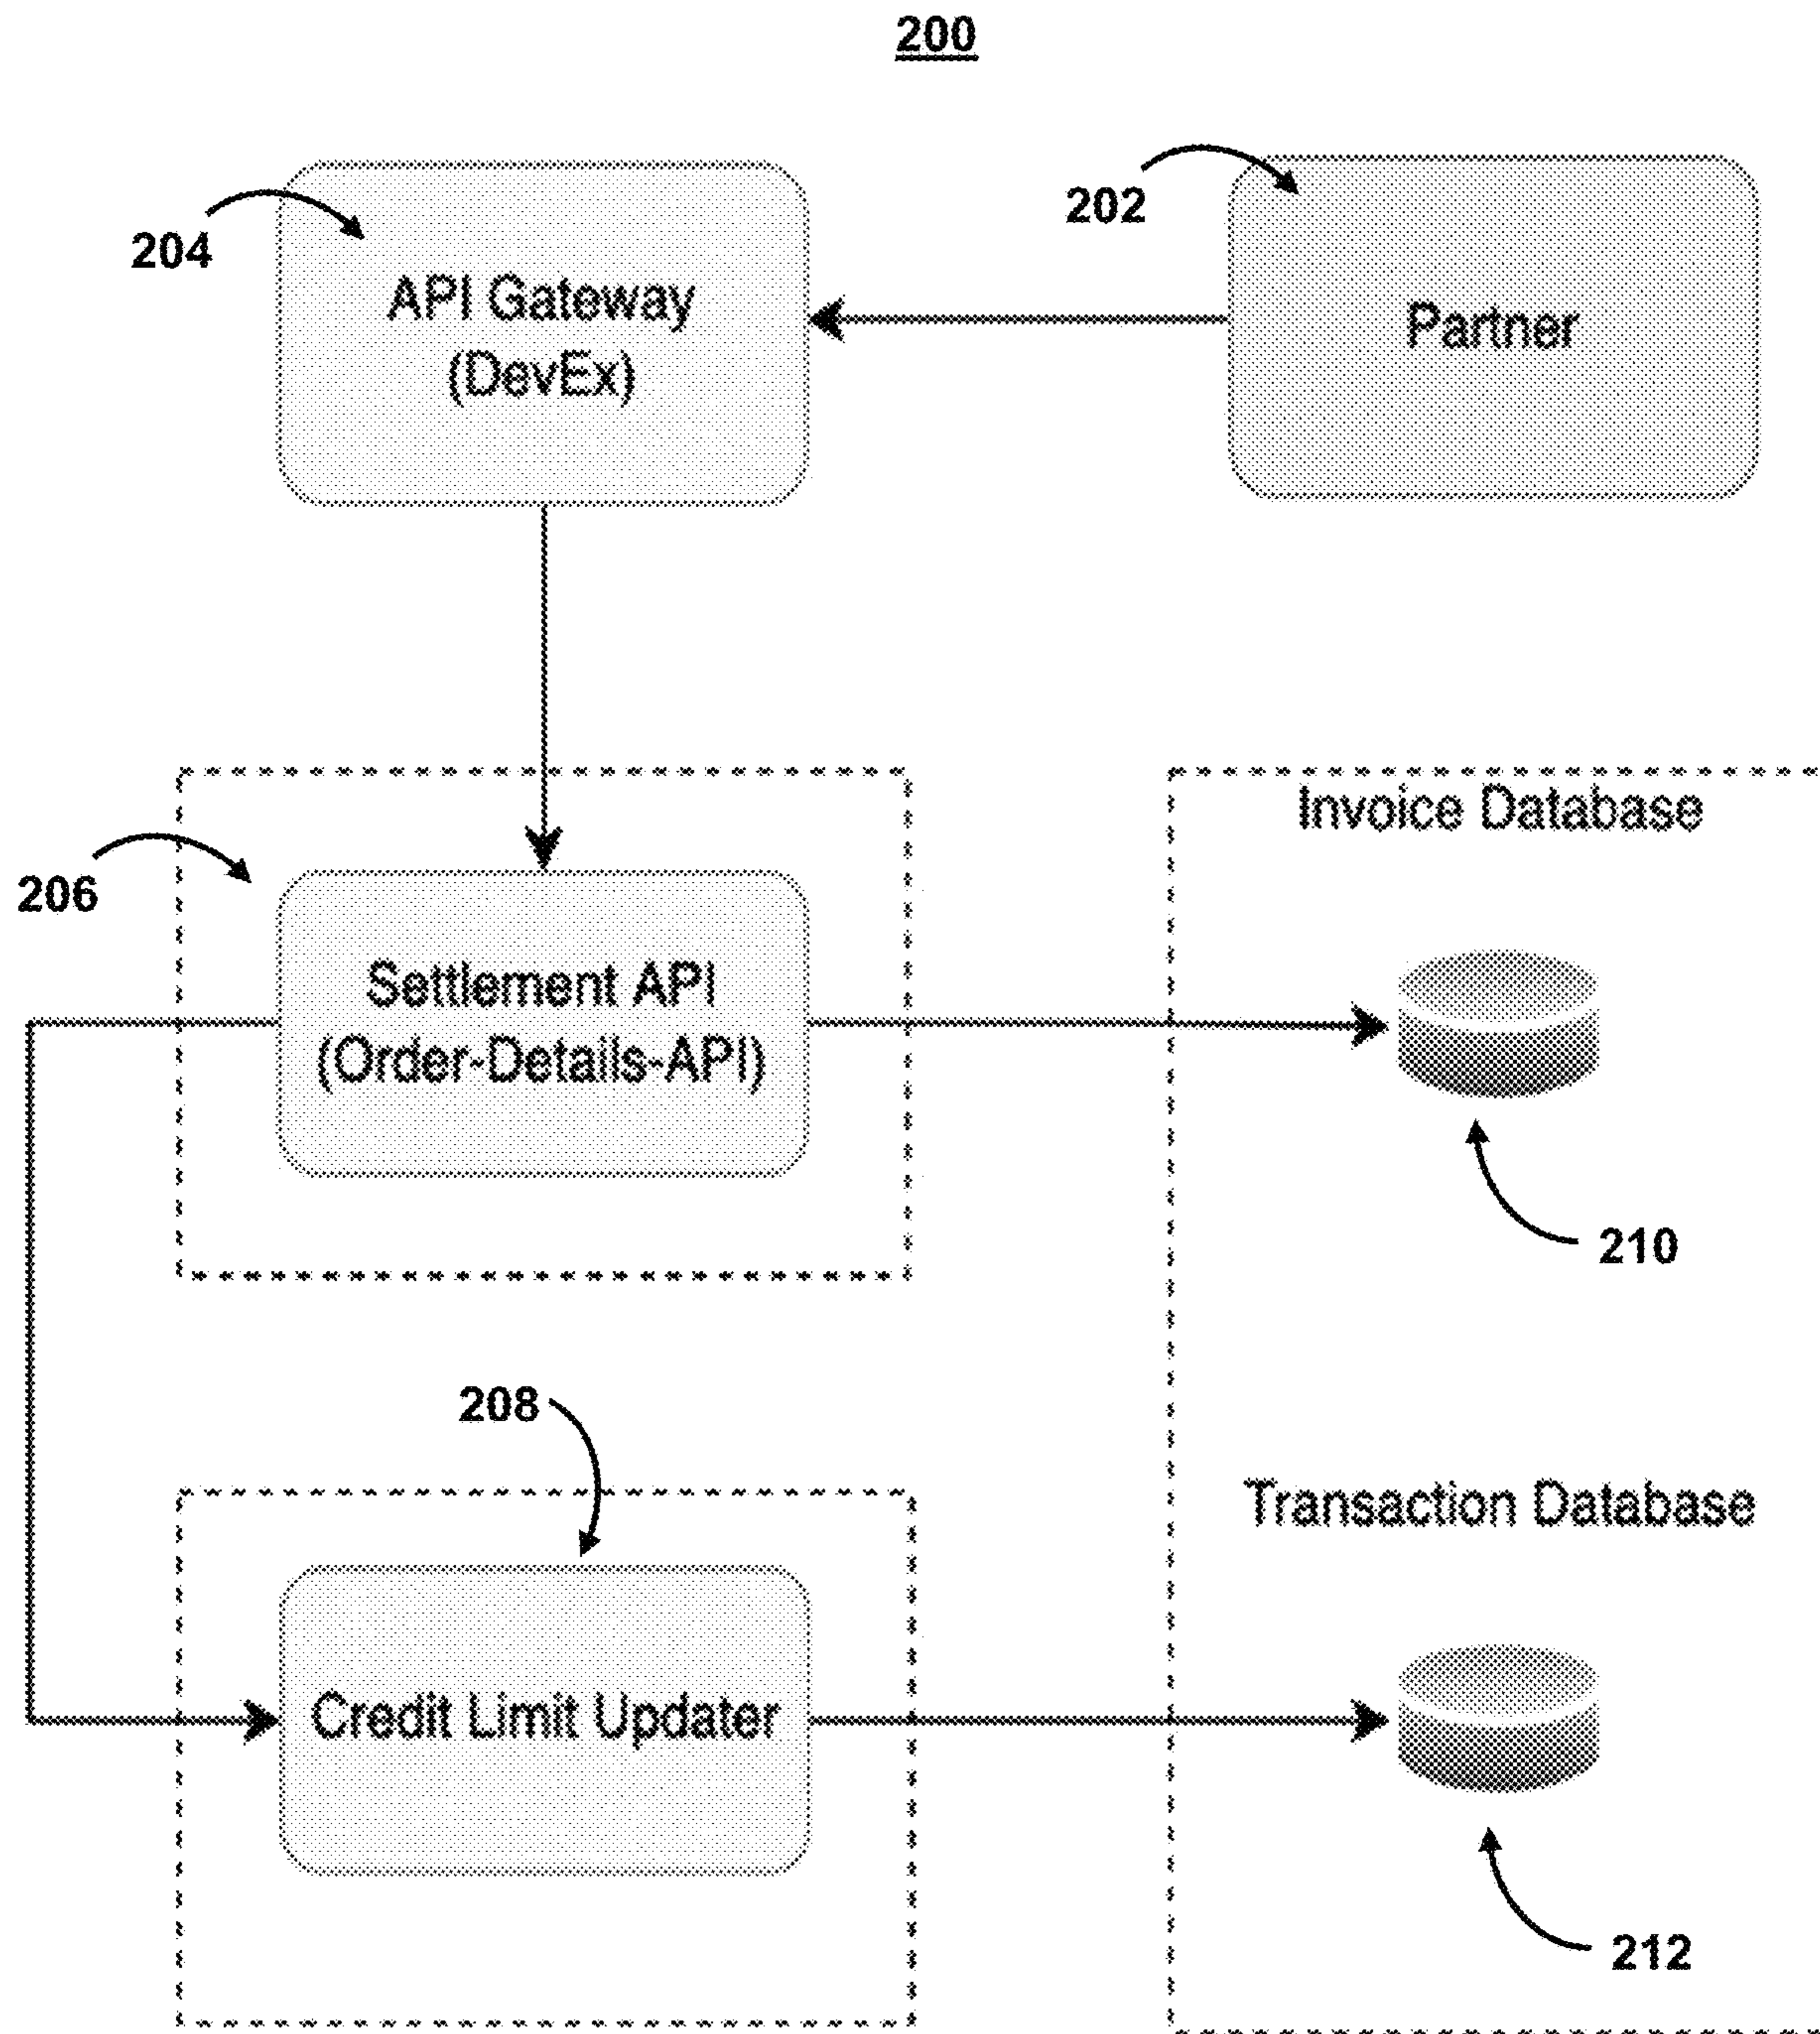 200
204
API Gateway
(DevEx)
202
Partner
206
Settlement API
(Order-Details-API)
Invoice Database
210
208
Credit Limit Updater
Transaction Database
212